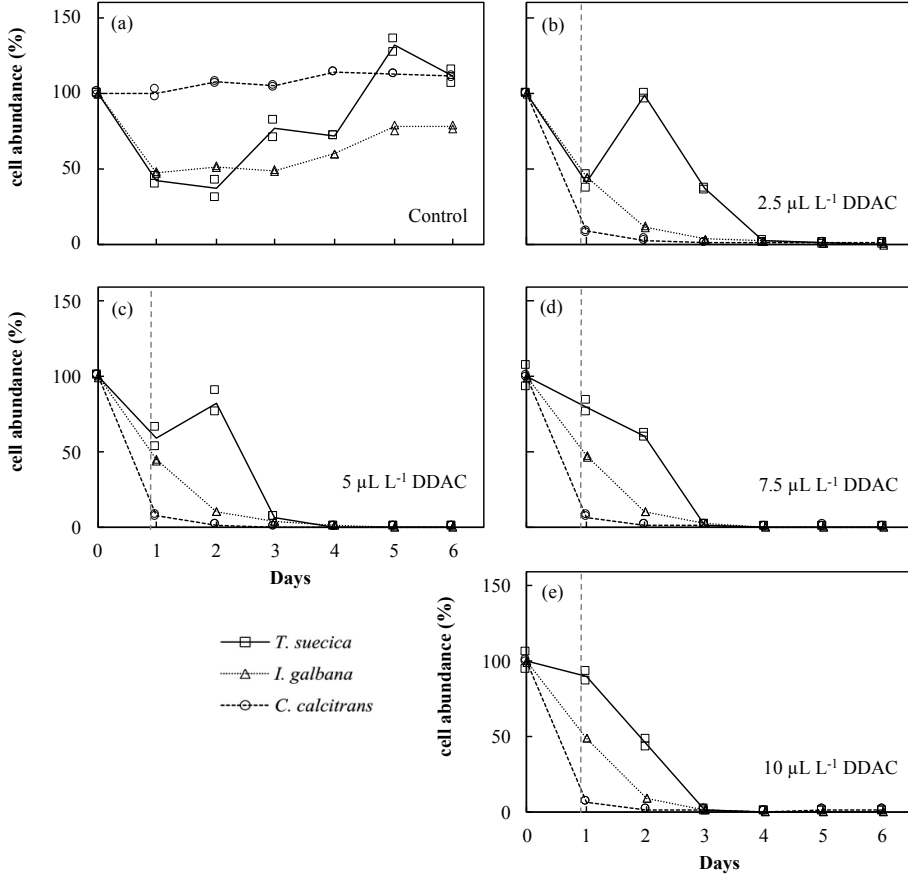 (a)
150
100
50
0
cell abundance (%)
Control
(b)
2.5 µL L-1 DDAC
(c)
150
100
50
0
cell abundance (%)
5 µL L-1 DDAC
0 1 2 3 4 5 6
Days
(d)
7.5 µL L-1 DDAC
(e)
150
100
50
0
cell abundance (%)
10 µL L-1 DDAC
0 1 2 3 4 5 6
Days
T. suecica
I. galbana
C. calcitrans